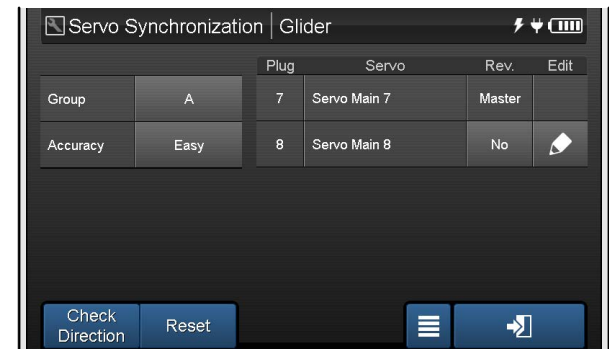 Servo Synchronization | Glider
Plug Servo Rev. Edit
Group A 7 Servo Main 7 Master
Accuracy Easy 8 Servo Main 8 No
Check Direction Reset